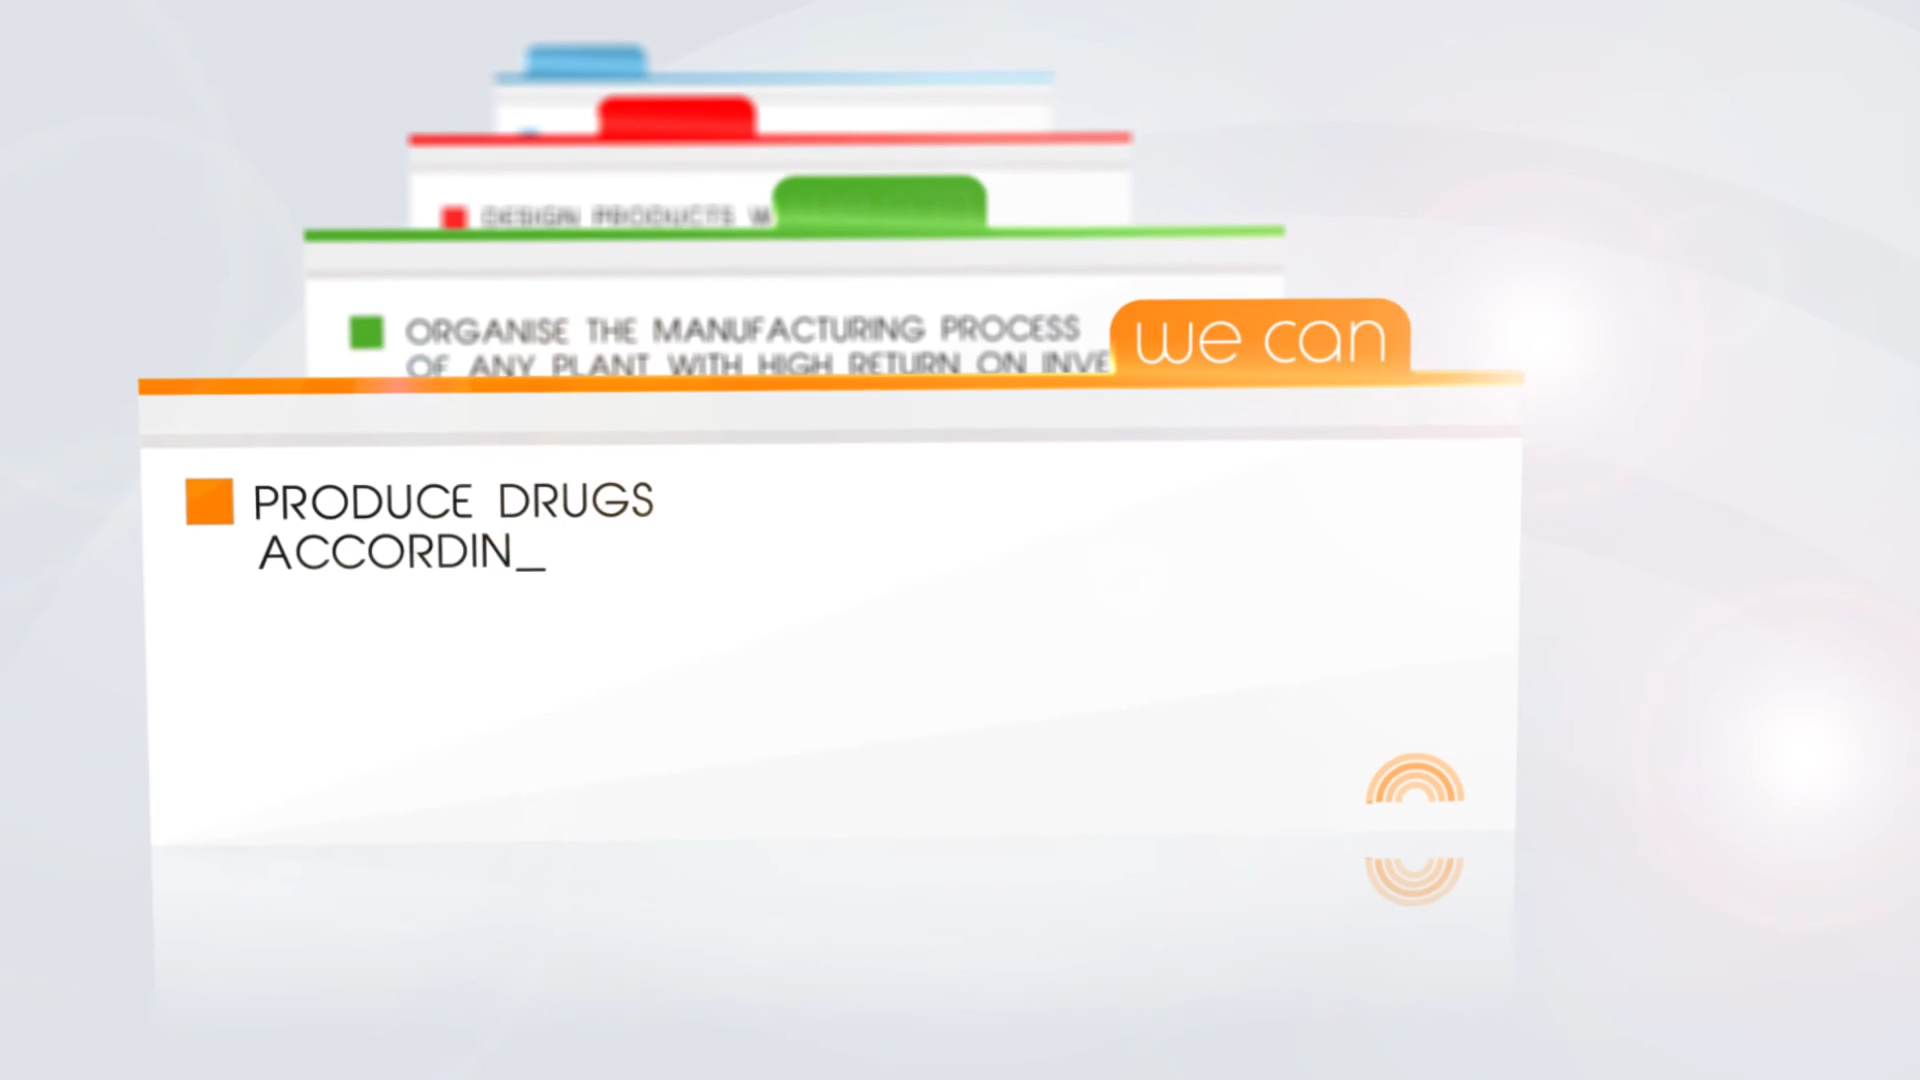 DESIGN PRODUCTS W
ORGANISE THE MANUFACTURING PROCESS
OF ANY PLANT WITH HIGH RETURN ON INVE
we can
PRODUCE DRUGS
ACCORDIN_